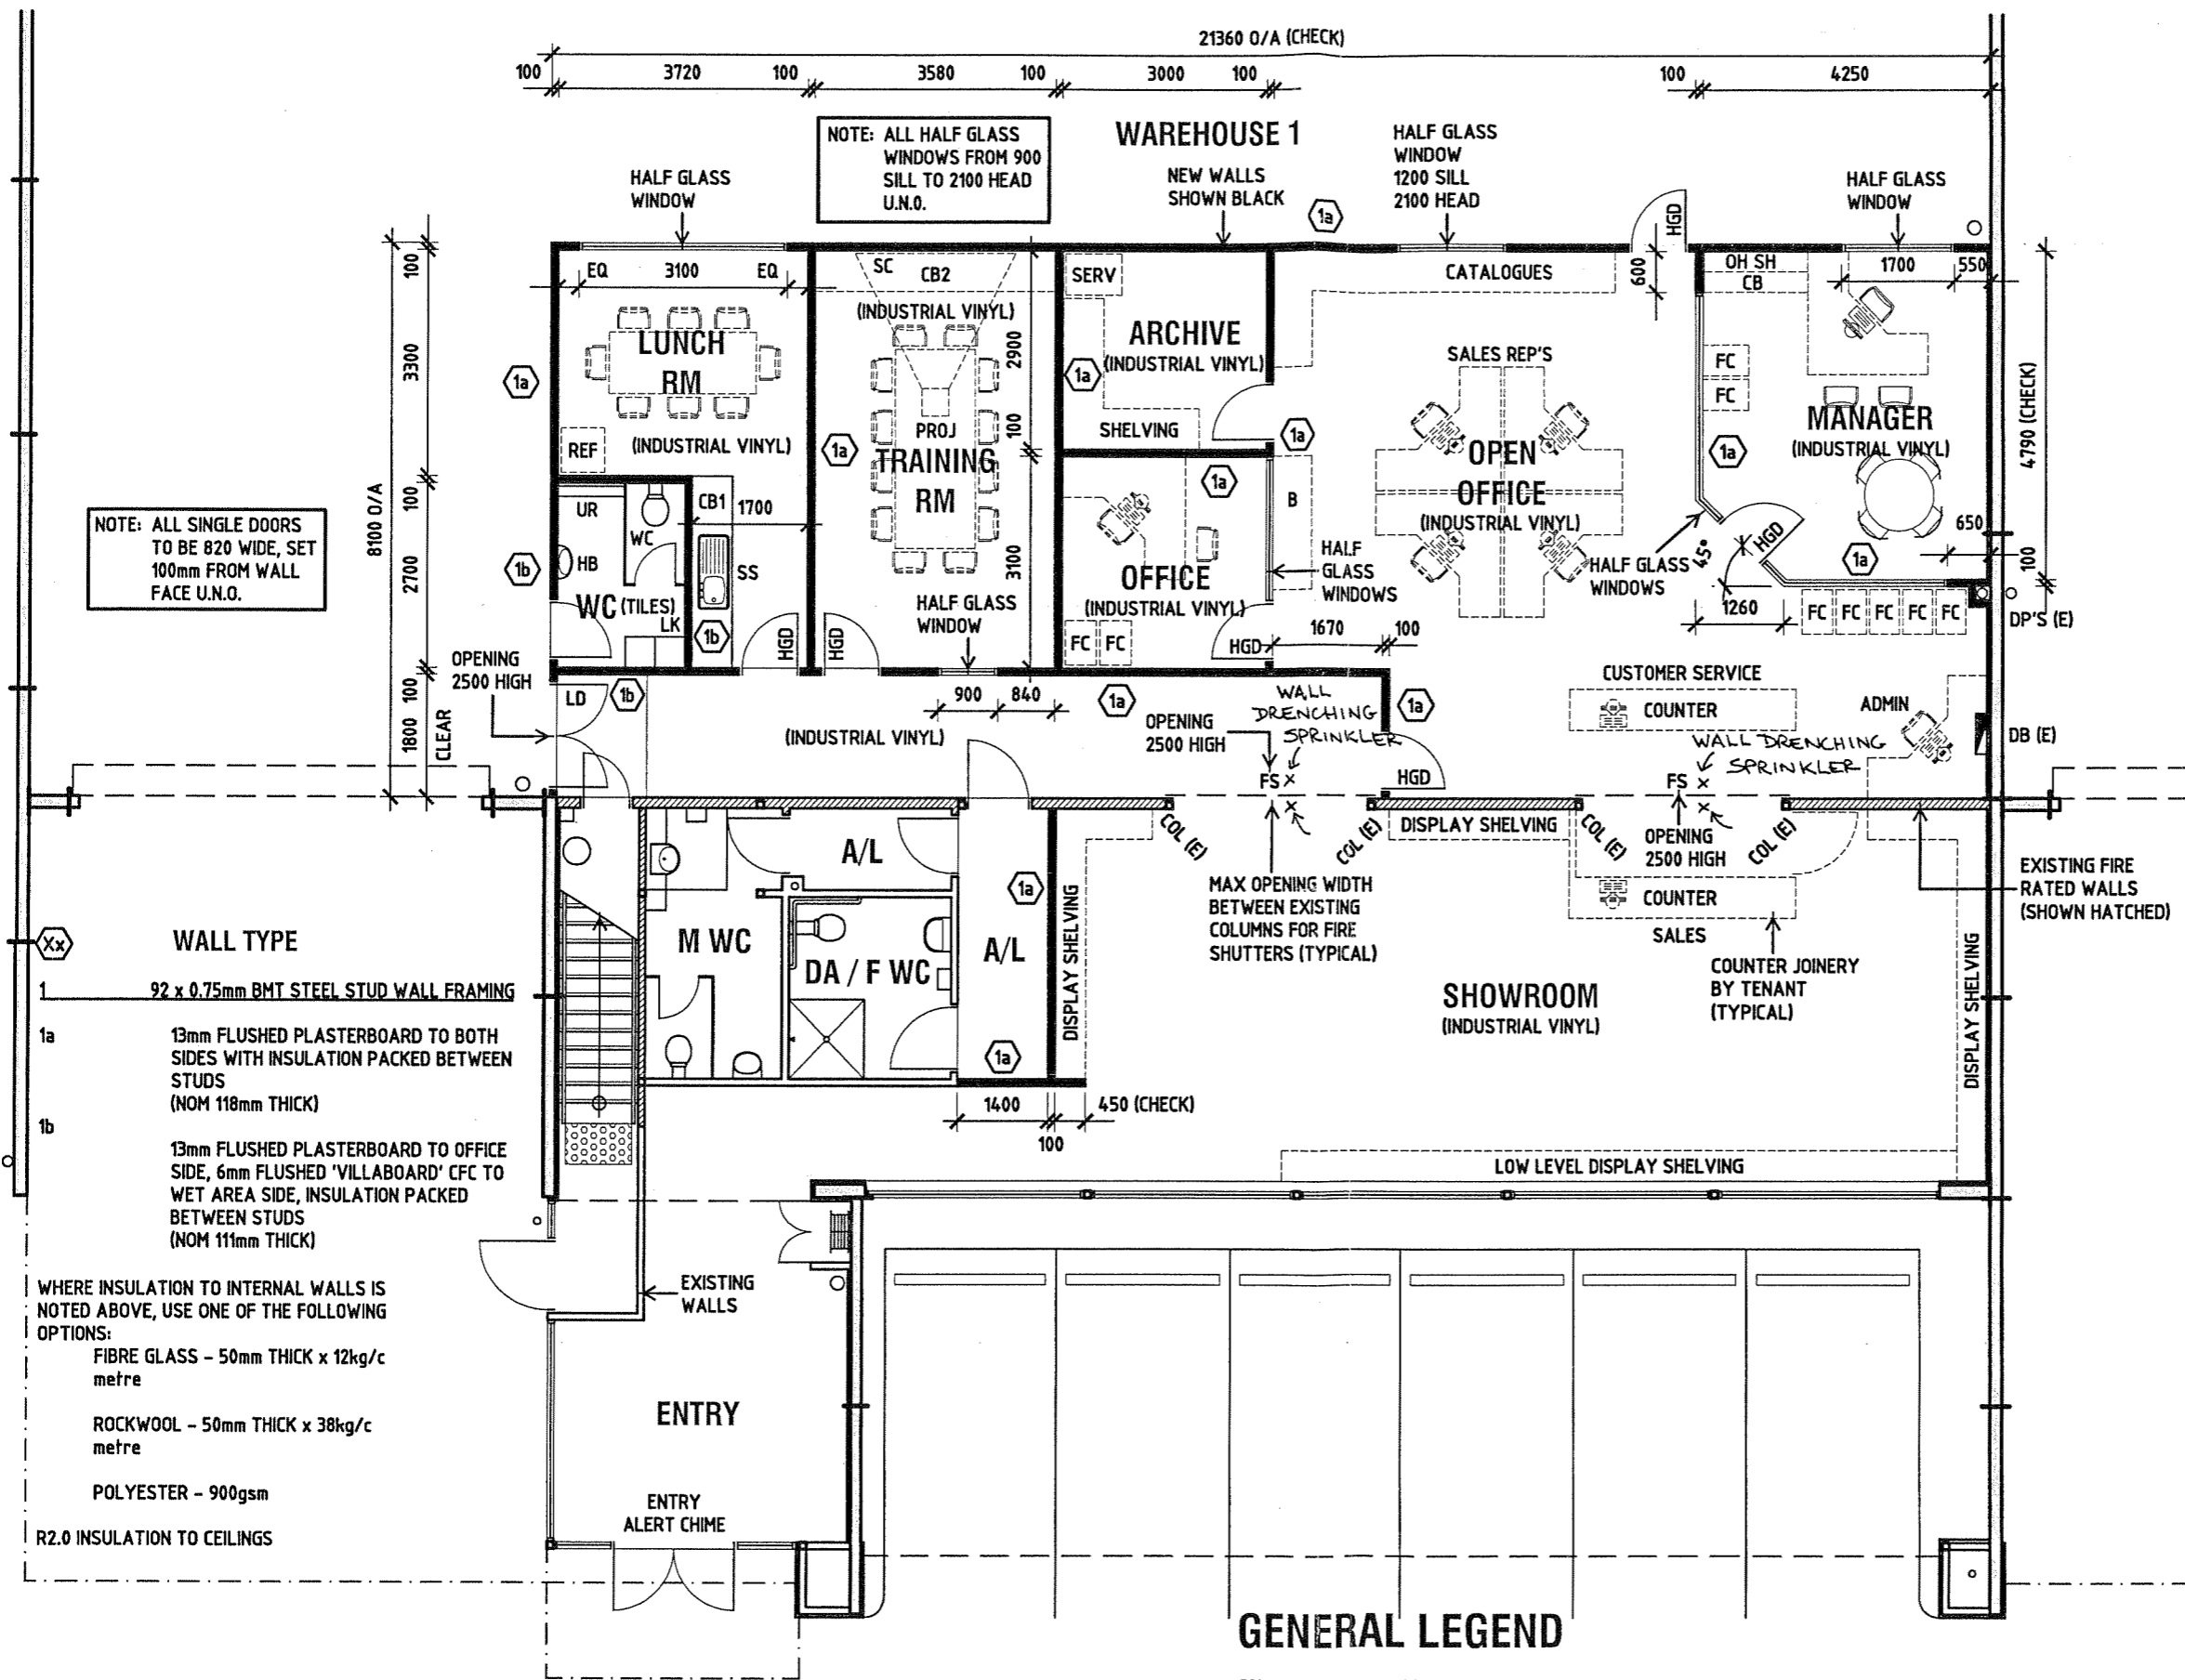 21360 O/A (CHECK)
100 3720 100 3580 100 3000 100 100 4250
NOTE: ALL HALF GLASS
WINDOWS FROM 900
SILL TO 2100 HEAD
U.N.O.
WAREHOUSE 1
NEW WALLS
SHOWN BLACK
HALF GLASS
WINDOW
1200 SILL
2100 HEAD
HALF GLASS
WINDOW
HALF GLASS
WINDOW
1a
HGD
8100 O/A
100
3300
100
2700
100
1800
CLEAR
EQ 3100 EQ
LUNCH
RM
(INDUSTRIAL VINYL)
REF
1a
1b
SC
CB2
(INDUSTRIAL VINYL)
PROJ
TRAINING
RM
1a
2900
100
3100
HALF GLASS
WINDOW
HGD
HGD
SERV
ARCHIVE
(INDUSTRIAL VINYL)
1a
SHELVING
1a
CATALOGUES
600
SALES REP'S
OPEN
OFFICE
(INDUSTRIAL VINYL)
OH SH
CB
1700 550
FC
FC
MANAGER
(INDUSTRIAL VINYL)
1a
4790 (CHECK)
100
650
HGD
45°
1a
HALF GLASS
WINDOWS
1260
FC FC FC FC FC
DP'S (E)
NOTE: ALL SINGLE DOORS
TO BE 820 WIDE, SET
100mm FROM WALL
FACE U.N.O.
UR
WC
HB
WC (TILES)
LK
CB1 1700
SS
1b
OFFICE
(INDUSTRIAL VINYL)
1a
B
HALF
GLASS
WINDOWS
FC FC
HGD
1670 100
OPENING
2500 HIGH
LD
1b
900 840
(INDUSTRIAL VINYL)
1a
OPENING
2500 HIGH
WALL
DRENCHING
SPRINKLER
FS
1a
HGD
CUSTOMER SERVICE
COUNTER
ADMIN
DB (E)
WALL DRENCHING
SPRINKLER
FS
COL (E)
COL (E)
DISPLAY SHELVING
COL (E)
OPENING
2500 HIGH
COL (E)
EXISTING FIRE
RATED WALLS
(SHOWN HATCHED)
A/L
M WC
DA / F WC
A/L
1a
1a
DISPLAY SHELVING
MAX OPENING WIDTH
BETWEEN EXISTING
COLUMNS FOR FIRE
SHUTTERS (TYPICAL)
COUNTER
SALES
COUNTER JOINERY
BY TENANT
(TYPICAL)
DISPLAY SHELVING
SHOWROOM
(INDUSTRIAL VINYL)
1400
100
450 (CHECK)
LOW LEVEL DISPLAY SHELVING
Xx
WALL TYPE
1 92 x 0.75mm BMT STEEL STUD WALL FRAMING
1a 13mm FLUSHED PLASTERBOARD TO BOTH
SIDES WITH INSULATION PACKED BETWEEN
STUDS
(NOM 118mm THICK)
1b
13mm FLUSHED PLASTERBOARD TO OFFICE
SIDE, 6mm FLUSHED 'VILLABOARD' CFC TO
WET AREA SIDE, INSULATION PACKED
BETWEEN STUDS
(NOM 111mm THICK)
WHERE INSULATION TO INTERNAL WALLS IS
NOTED ABOVE, USE ONE OF THE FOLLOWING
OPTIONS:
FIBRE GLASS - 50mm THICK x 12kg/c
metre
ROCKWOOL - 50mm THICK x 38kg/c
metre
POLYESTER - 900gsm
R2.0 INSULATION TO CEILINGS
EXISTING
WALLS
ENTRY
ENTRY
ALERT CHIME
GENERAL LEGEND